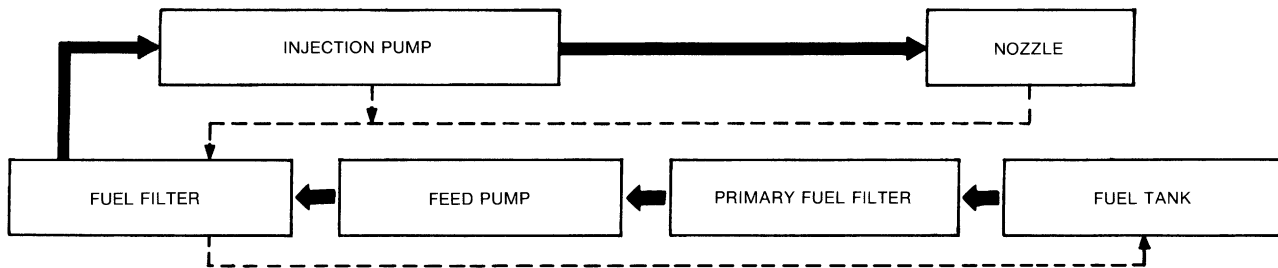 INJECTION PUMP
NOZZLE
FUEL FILTER
FEED PUMP
PRIMARY FUEL FILTER
FUEL TANK